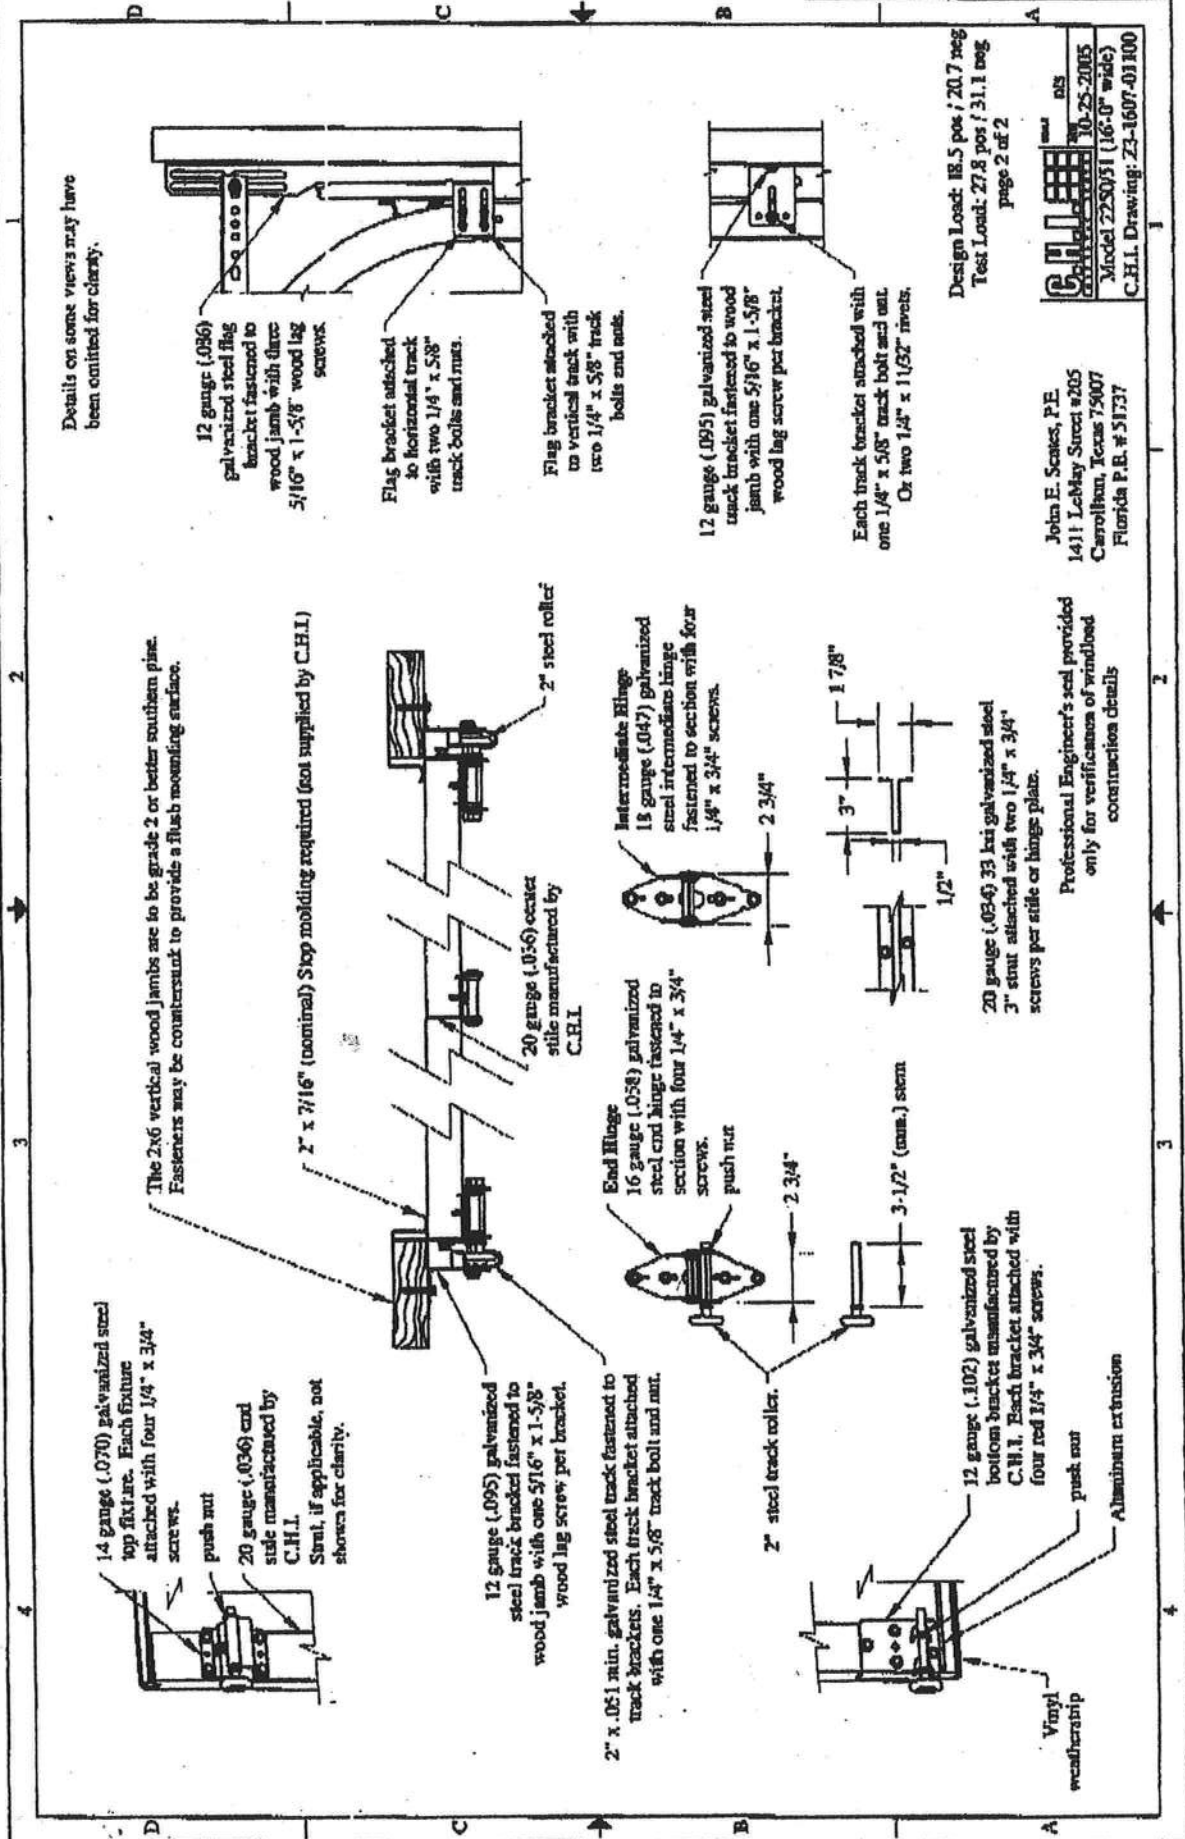 4
3
2
1
D
C
B
A
14 gauge (.070) galvanized steel
top fixture. Each fixture
attached with four 1/4" x 3/4"
screws.
push nut
20 gauge (.036) end
stile manufactured by
C.H.I.
Strut, if applicable, not
shown for clarity.
The 2x6 vertical wood jambs are to be grade 2 or better southern pine.
Fasteners may be countersunk to provide a flush mounting surface.
2" x 7/16" (nominal) Stop molding required (not supplied by C.H.I.)
Details on some views may have
been omitted for clarity.
12 gauge (.086)
galvanized steel flag
bracket fastened to
wood jamb with three
5/16" x 1-5/8" wood lag
screws.
Flag bracket attached
to horizontal track
with two 1/4" x 5/8"
track bolts and nuts.
Flag bracket attached
to vertical track with
two 1/4" x 5/8" track
bolts and nuts.
12 gauge (.095) galvanized
steel track bracket fastened to
wood jamb with one 5/16" x 1-5/8"
wood lag screw per bracket.
2" x .051 min. galvanized steel track fastened to
track brackets. Each track bracket attached
with one 1/4" x 5/8" track bolt and nut.
20 gauge (.036) center
stile manufactured by
C.H.I.
2" steel roller
End Hinge
16 gauge (.058) galvanized
steel end hinge fastened to
section with four 1/4" x 3/4"
screws.
push nut
2 3/4"
2" steel track roller.
3-1/2" (min.) stem
Intermediate Hinge
18 gauge (.047) galvanized
steel intermediate hinge
fastened to section with four
1/4" x 3/4" screws.
2 3/4"
12 gauge (.095) galvanized steel
track bracket fastened to wood
jamb with one 5/16" x 1-5/8"
wood lag screw per bracket.
Each track bracket attached with
one 1/4" x 5/8" track bolt and nut.
Or two 1/4" x 11/32" rivets.
12 gauge (.102) galvanized steel
bottom bracket manufactured by
C.H.I. Each bracket attached with
four red 1/4" x 3/4" screws.
push nut
Aluminum extrusion
Vinyl
weatherstrip
3"
1 7/8"
1/2"
20 gauge (.034) 33 ksi galvanized steel
3" strut attached with two 1/4" x 3/4"
screws per stile or hinge plate.
Professional Engineer's seal provided
only for verification of windload
construction details
John E. Scates, P.E.
1411 LeMay Street #205
Carrollton, Texas 75007
Florida P.E. # 51737
Design Load: 18.5 pos / 20.7 neg
Test Load: 27.8 pos / 31.1 neg
page 2 of 2
C.H.I.
nts
10-25-2005
Model 2250/51 (16'-0" wide)
C.H.I. Drawing: Z3-1607-01100
D
C
B
A
4
3
2
1